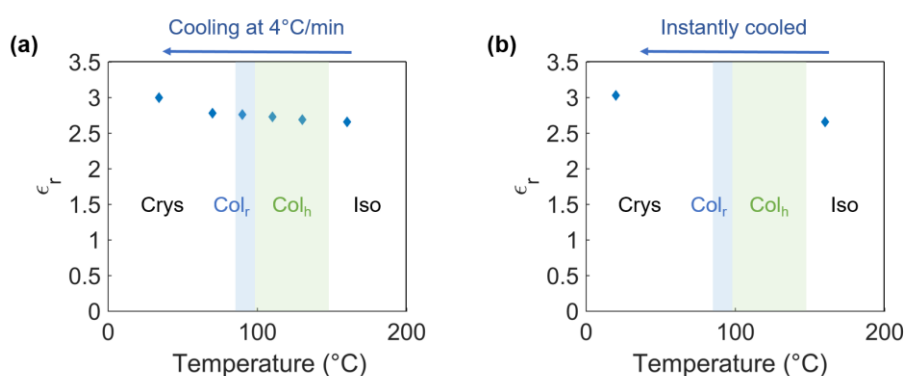 Cooling at 4°C/min
(a)
3.5
3
2.5
2
1.5
1
0.5
0
ϵr
Crys
Colr
Colh
Iso
0
100
200
Temperature (°C)
Instantly cooled
(b)
3.5
3
2.5
2
1.5
1
0.5
0
ϵr
Crys
Colr
Colh
Iso
0
100
200
Temperature (°C)